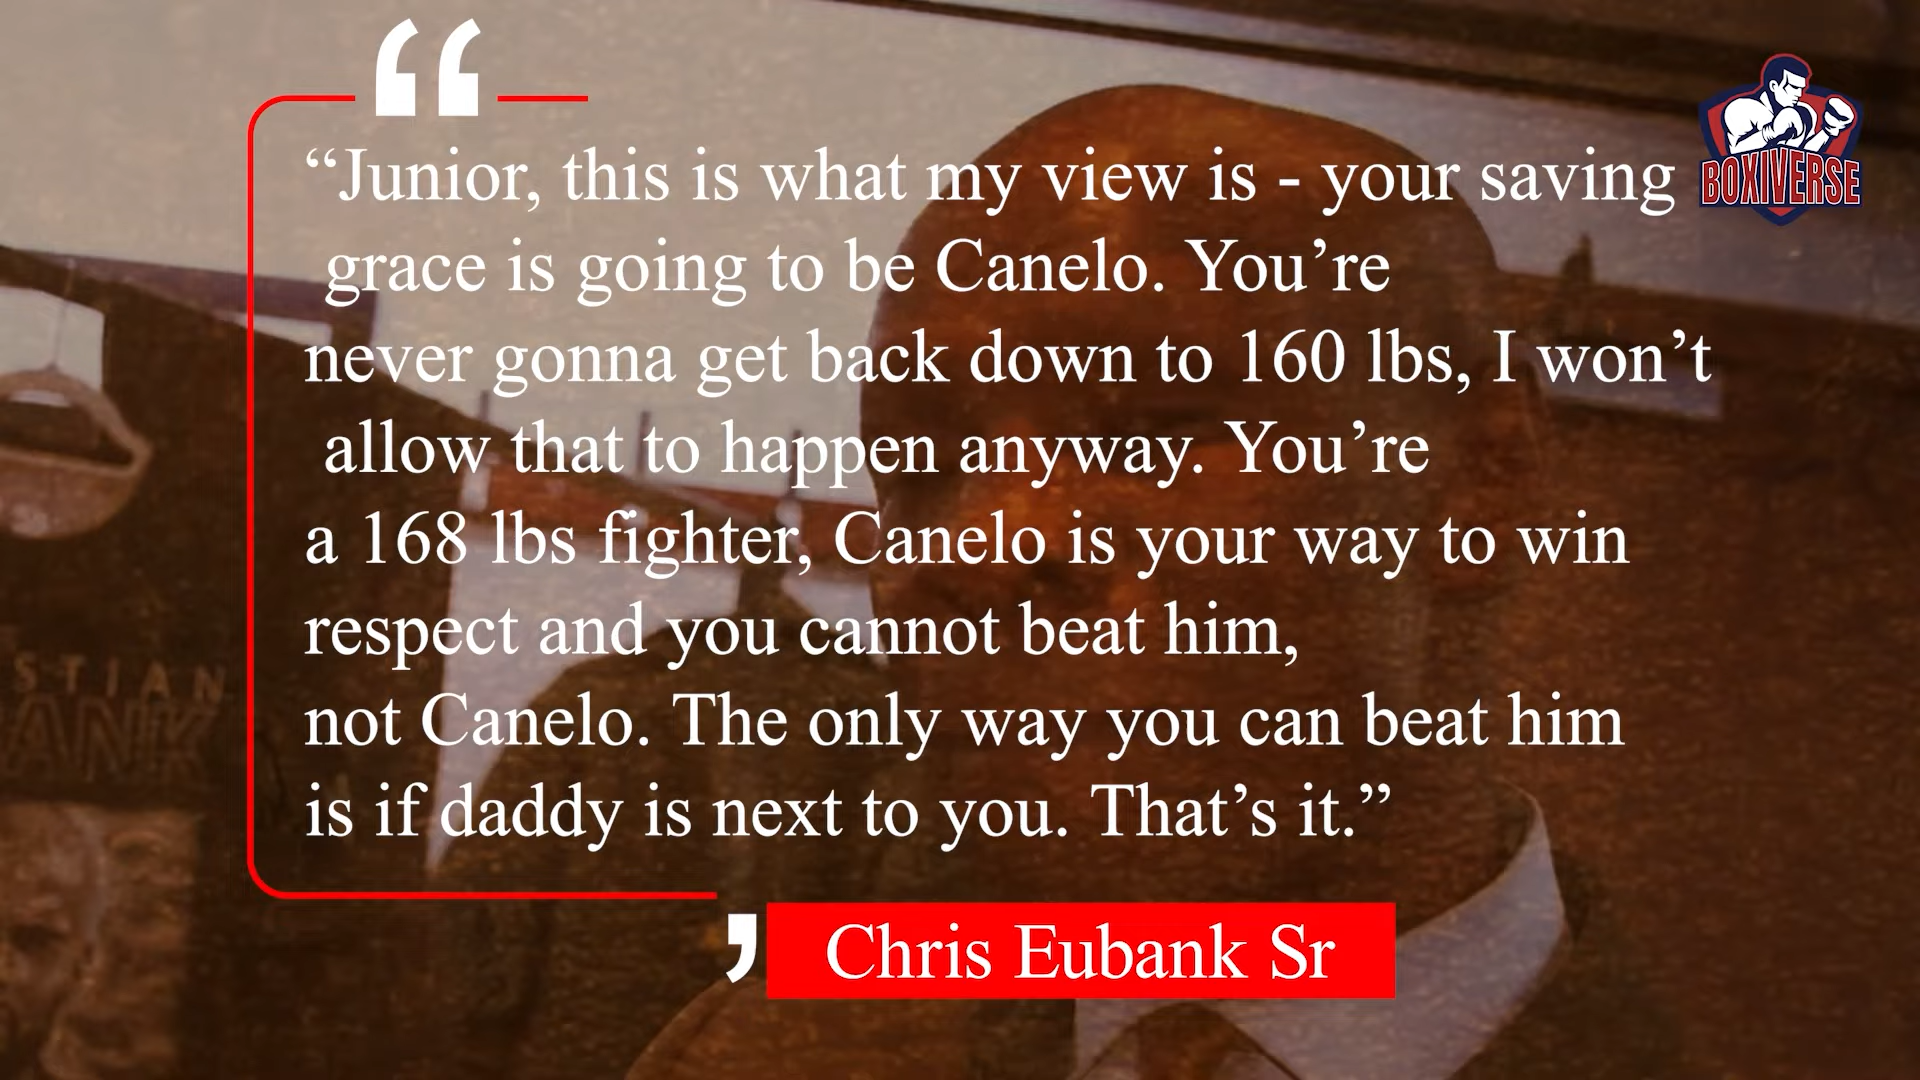 “Junior, this is what my view is - your saving
grace is going to be Canelo. You’re
never gonna get back down to 160 lbs, I won’t
allow that to happen anyway. You’re
a 168 lbs fighter, Canelo is your way to win
respect and you cannot beat him,
not Canelo. The only way you can beat him
is if daddy is next to you. That’s it.”
Chris Eubank Sr
BOXIVERSE
STIAN
ANK